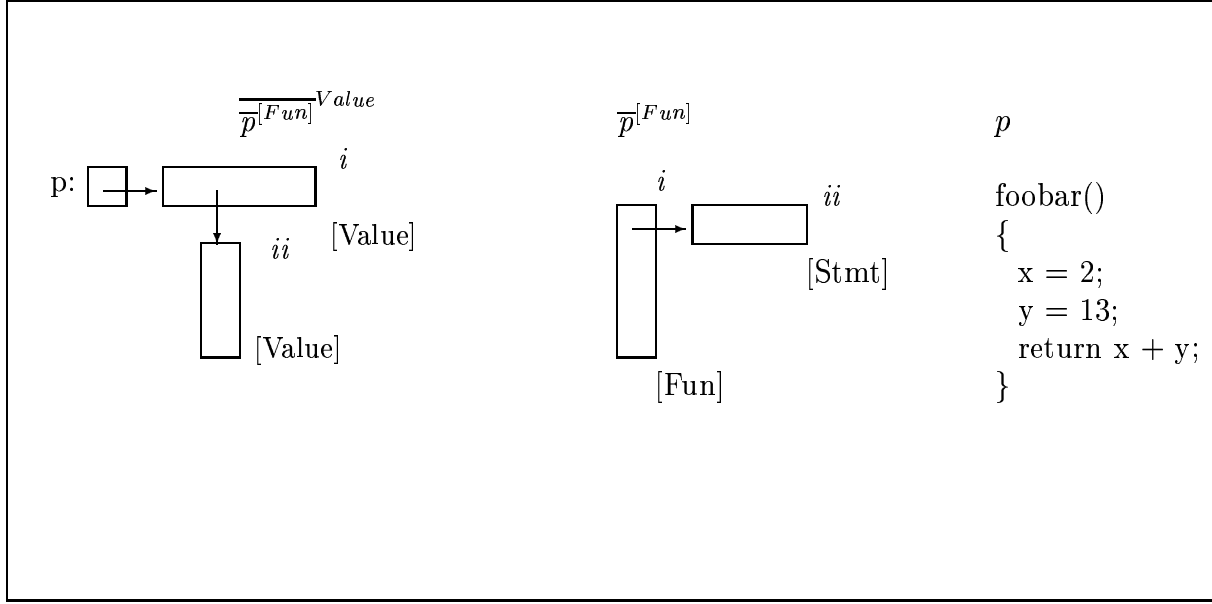 p^[Fun]^Value
p:
i
ii
[Value]
[Value]
p^[Fun]
i
ii
[Stmt]
[Fun]
p
foobar()
{
x = 2;
y = 13;
return x + y;
}